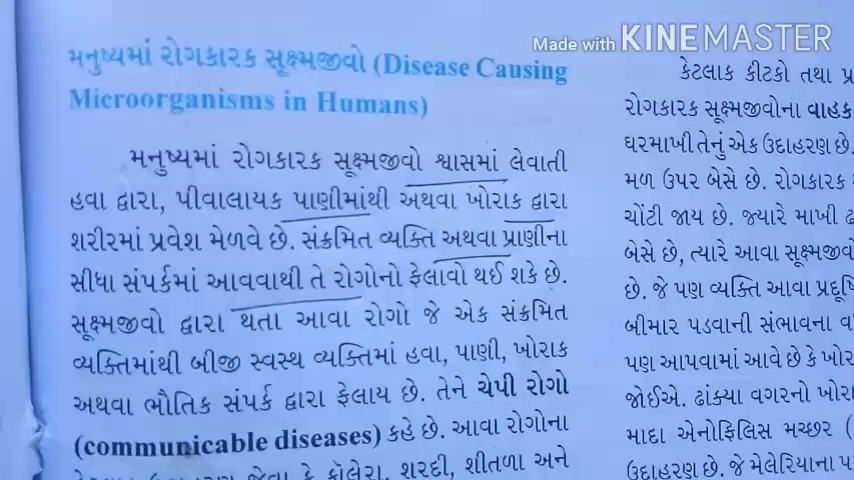 Made with KINEMASTER
મનુષ્યમાં રોગકારક સૂક્ષ્મજીવો (Disease Causing
Microorganisms in Humans)
મનુષ્યમાં રોગકારક સૂક્ષ્મજીવો શ્વાસમાં લેવાતી
હવા દ્વારા, પીવાલાયક પાણીમાંથી અથવા ખોરાક દ્વારા
શરીરમાં પ્રવેશ મેળવે છે. સંક્રમિત વ્યક્તિ અથવા પ્રાણીના
સીધા સંપર્કમાં આવવાથી તે રોગોનો ફેલાવો થઈ શકે છે.
સૂક્ષ્મજીવો દ્વારા થતા આવા રોગો જે એક સંક્રમિત
વ્યક્તિમાંથી બીજી સ્વસ્થ વ્યક્તિમાં હવા, પાણી, ખોરાક
અથવા ભૌતિક સંપર્ક દ્વારા ફેલાય છે. તેને ચેપી રોગો
(communicable diseases) કહે છે. આવા રોગોના
જેવા કે કૉલેરા, શરદી, શીતળા અને
કેટલાક કીટકો તથા પ્ર
રોગકારક સૂક્ષ્મજીવોના વાહક
ઘરમાખી તેનું એક ઉદાહરણ છે.
મળ ઉપર બેસે છે. રોગકારક
ચોંટી જાય છે. જ્યારે માખી ઢ
બેસે છે, ત્યારે આવા સૂક્ષ્મજીવો
છે. જે પણ વ્યક્તિ આવા પ્રદૂષિ
બીમાર પડવાની સંભાવના વ
પણ આપવામાં આવે છે કે ખોર
જોઈએ. ઢાંક્યા વગરનો ખોરા
માદા એનોફિલિસ મચ્છર (
ઉદાહરણ છે. જે મેલેરિયાના પ